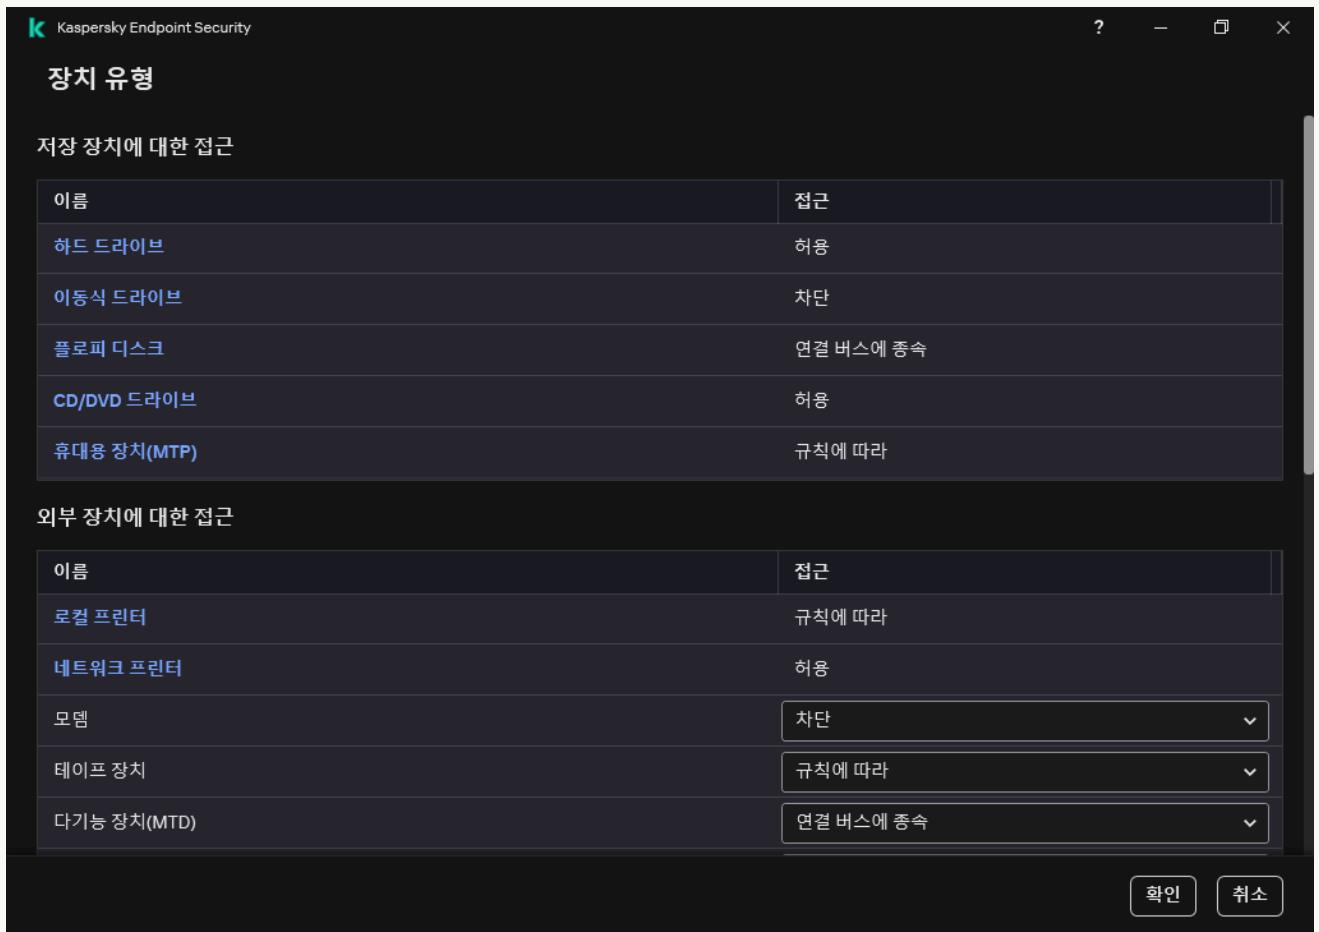 Kaspersky Endpoint Security
?
장치 유형
저장 장치에 대한 접근
이름 접근
하드 드라이브 허용
이동식 드라이브 차단
플로피 디스크 연결 버스에 종속
CD/DVD 드라이브 허용
휴대용 장치(MTP) 규칙에 따라
외부 장치에 대한 접근
이름 접근
로컬 프린터 규칙에 따라
네트워크 프린터 허용
모뎀 차단
테이프 장치 규칙에 따라
다기능 장치(MTD) 연결 버스에 종속
확인 취소